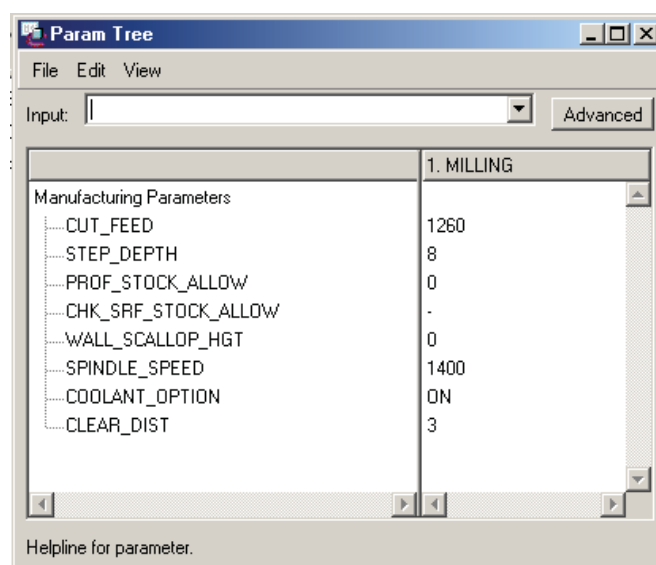 Param Tree
File Edit View
Input: Advanced
1. MILLING
Manufacturing Parameters
CUT_FEED 1260
STEP_DEPTH 8
PROF_STOCK_ALLOW 0
CHK_SRF_STOCK_ALLOW -
WALL_SCALLOP_HGT 0
SPINDLE_SPEED 1400
COOLANT_OPTION ON
CLEAR_DIST 3
Helpline for parameter.